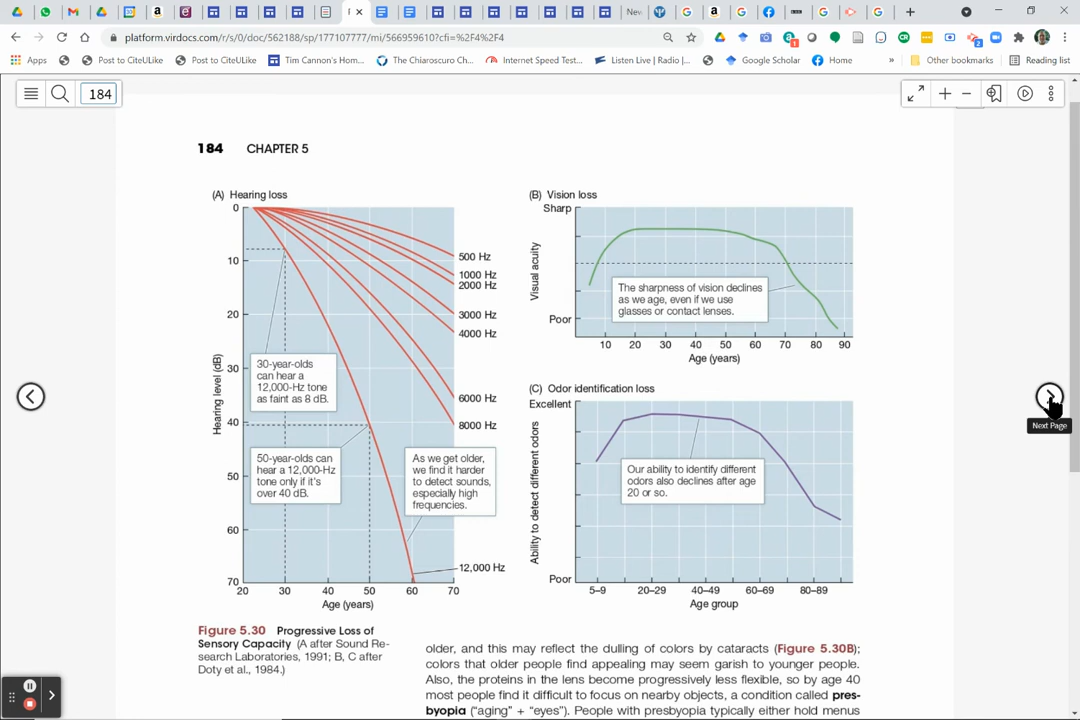 New
platform.virdocs.com/r/s/0/doc/562188/sp/177107777/mi/566959610?cfi=%2F4%2F4
Apps
Post to CiteULike
Post to CiteULike
Tim Cannon's Hom...
The Chiaroscuro Ch...
Internet Speed Test...
Listen Live | Radio |...
Google Scholar
Home
»
Other bookmarks
Reading list
184
184 CHAPTER 5
(A) Hearing loss
0
10
20
30
40
50
60
70
Hearing level (dB)
20 30 40 50 60 70
Age (years)
500 Hz
1000 Hz
2000 Hz
3000 Hz
4000 Hz
6000 Hz
8000 Hz
12,000 Hz
30-year-olds
can hear a
12,000-Hz tone
as faint as 8 dB.
50-year-olds can
hear a 12,000-Hz
tone only if it's
over 40 dB.
As we get older,
we find it harder
to detect sounds,
especially high
frequencies.
(B) Vision loss
Sharp
Visual acuity
Poor
The sharpness of vision declines
as we age, even if we use
glasses or contact lenses.
10 20 30 40 50 60 70 80 90
Age (years)
(C) Odor identification loss
Excellent
Ability to detect different odors
Poor
Our ability to identify different
odors also declines after age
20 or so.
5–9 20–29 40–49 60–69 80–89
Age group
Next Page
Figure 5.30 Progressive Loss of
Sensory Capacity (A after Sound Re-
search Laboratories, 1991; B, C after
Doty et al., 1984.)
older, and this may reflect the dulling of colors by cataracts (Figure 5.30B);
colors that older people find appealing may seem garish to younger people.
Also, the proteins in the lens become progressively less flexible, so by age 40
most people find it difficult to focus on nearby objects, a condition called pres-
byopia ("aging" + "eyes"). People with presbyopia typically either hold menus